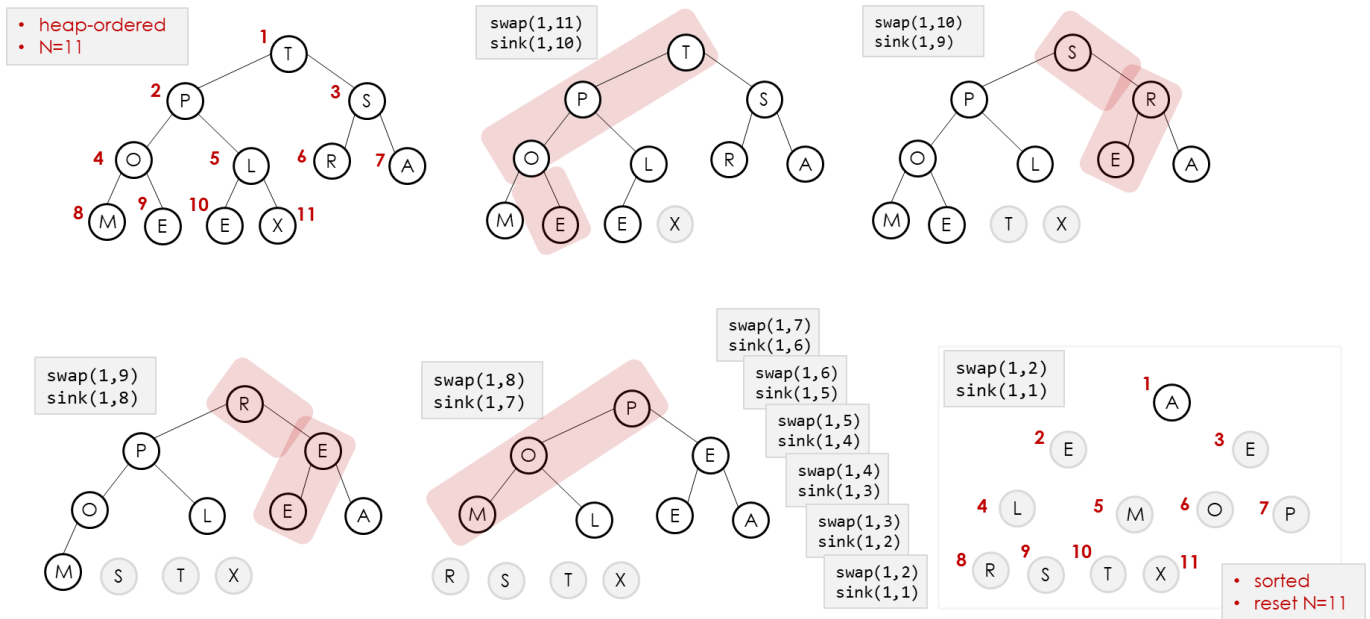 • heap-ordered
• N=11
1
T
2
P
3
S
4
O
5
L
6
R
7
A
8
M
9
E
10
E
X
11
swap(1,11)
sink(1,10)
T
P
S
O
L
R
A
M
E
E
X
swap(1,10)
sink(1,9)
S
P
R
O
L
E
A
M
E
T
X
swap(1,9)
sink(1,8)
R
P
E
O
L
E
A
M
S
T
X
swap(1,8)
sink(1,7)
P
O
E
M
L
E
A
R
S
T
X
swap(1,7)
sink(1,6)
swap(1,6)
sink(1,5)
swap(1,5)
sink(1,4)
swap(1,4)
sink(1,3)
swap(1,3)
sink(1,2)
swap(1,2)
sink(1,1)
swap(1,2)
sink(1,1)
1
A
2
E
3
E
4
L
5
M
6
O
7
P
8
R
9
S
10
T
X
11
• sorted
• reset N=11